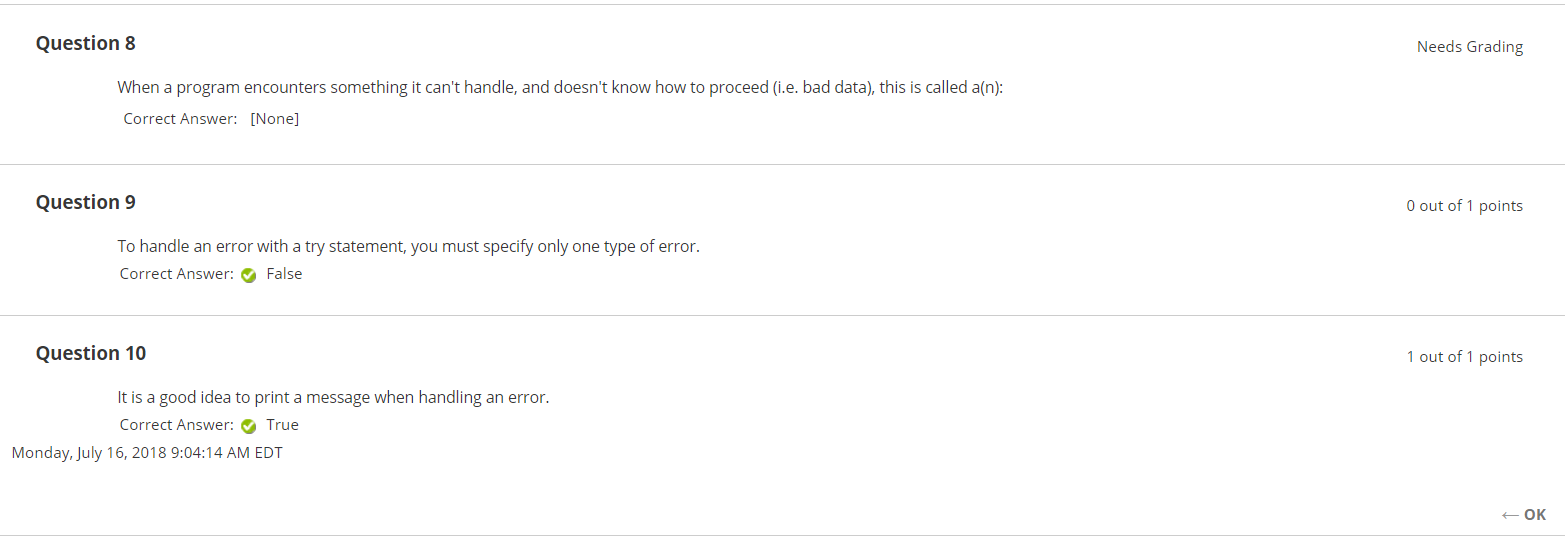 Question 8
Needs Grading
When a program encounters something it can't handle, and doesn't know how to proceed (i.e. bad data), this is called a(n):
Correct Answer: [None]
Question 9
0 out of 1 points
To handle an error with a try statement, you must specify only one type of error.
Correct Answer: False
Question 10
1 out of 1 points
It is a good idea to print a message when handling an error.
Correct Answer: True
Monday, July 16, 2018 9:04:14 AM EDT
← OK